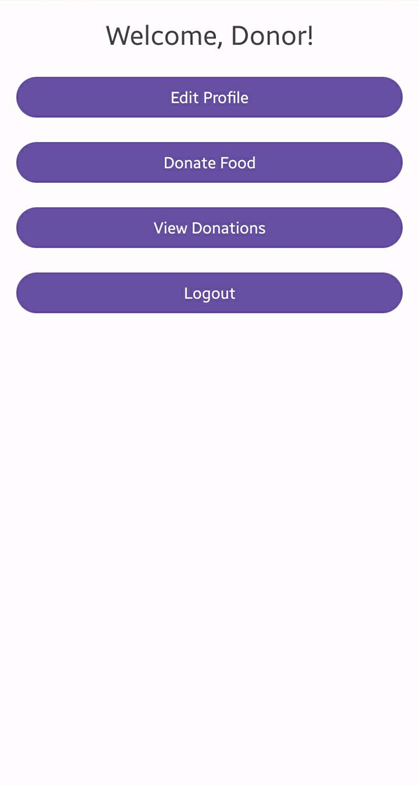 Welcome, Donor!
Edit Profile
Donate Food
View Donations
Logout